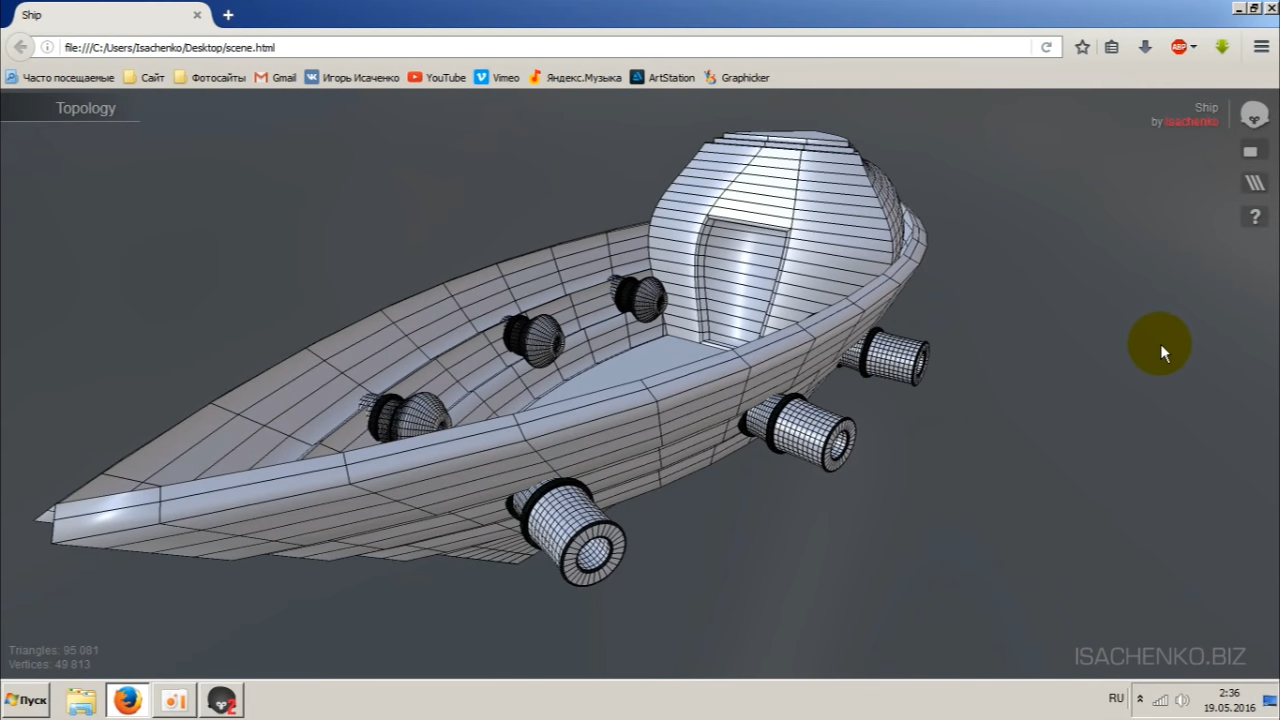 Ship
file:///C:/Users/Isachenko/Desktop/scene.html
ABP
Часто посещаемые Сайт Фотосайты Gmail Игорь Исаченко YouTube Vimeo Яндекс.Музыка ArtStation Graphicker
Topology
Ship
by Isachenko
?
Triangles: 95 081
Vertices: 49 813
ISACHENKO.BIZ
Пуск
2
RU
2:36
19.05.2016